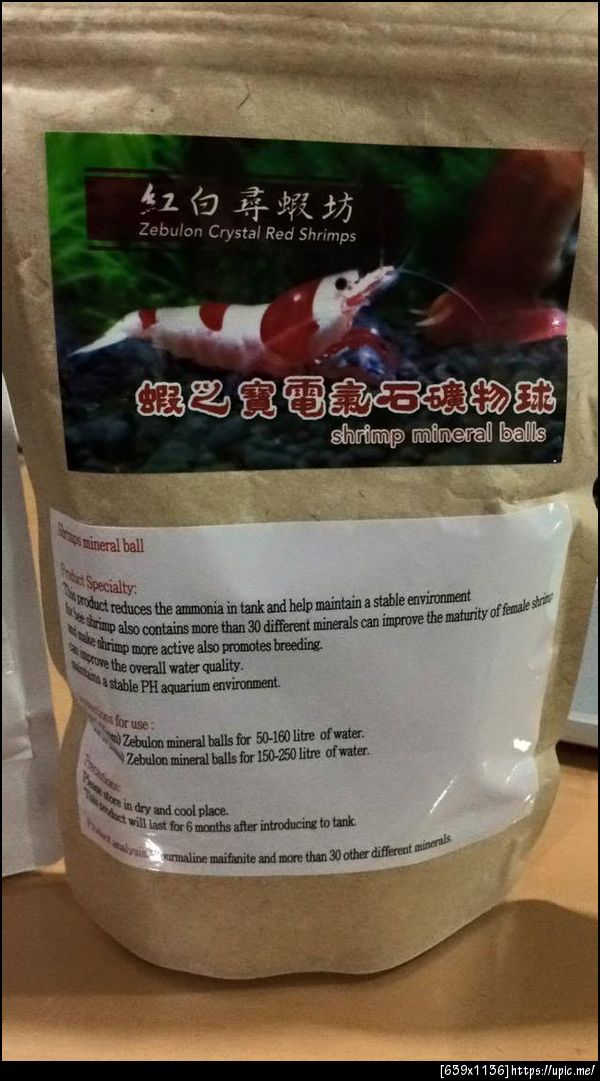 紅白尋蝦坊
Zebulon Crystal Red Shrimps
蝦之寶電氣石礦物球
shrimp mineral balls
Shrimps mineral ball
Product Specialty:
This product reduces the ammonia in tank and help maintain a stable environment
for bee shrimp also contains more than 30 different minerals can improve the maturity of female shrimp
and make shrimp more active also promotes breeding.
can improve the overall water quality.
maintains a stable PH aquarium environment.
for use :
Zebulon mineral balls for 50-160 litre of water.
Zebulon mineral balls for 150-250 litre of water.
Please store in dry and cool place.
This product will last for 6 months after introducing to tank.
Product analysis: Tourmaline maifanite and more than 30 other different minerals.
[639x1136]https://upic.me/